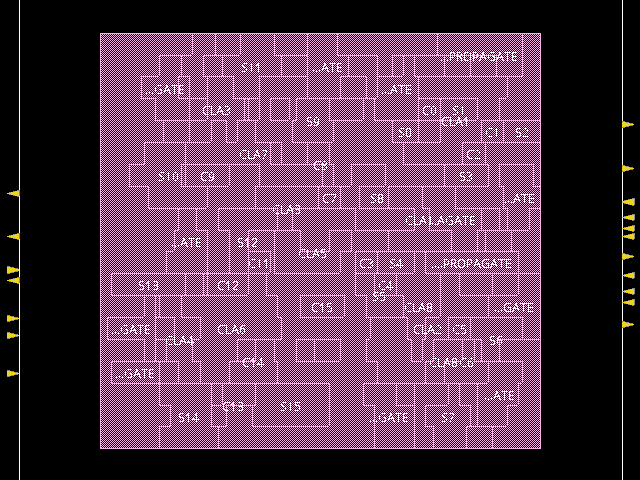 PROPAGATE
S11 ATE
..GATE ..ATE
CLA3 C0 S1
S9 CLA1
S0 C1 S2
CLA7 C2
C8
S10 C9 S3
C7 S8 ..ATE
CLA9
CLA1 AGATE
..ATE S12
CLA5
C11 C3 S4 ..PROPAGATE
S13 C12 C4
S5
C15 CLA8 ..GATE
..GATE CLA6 CLA2 C5
CLA4 S6
C14 CLA8 C6
..GATE
..ATE
C13 S15
S14 GATE S7